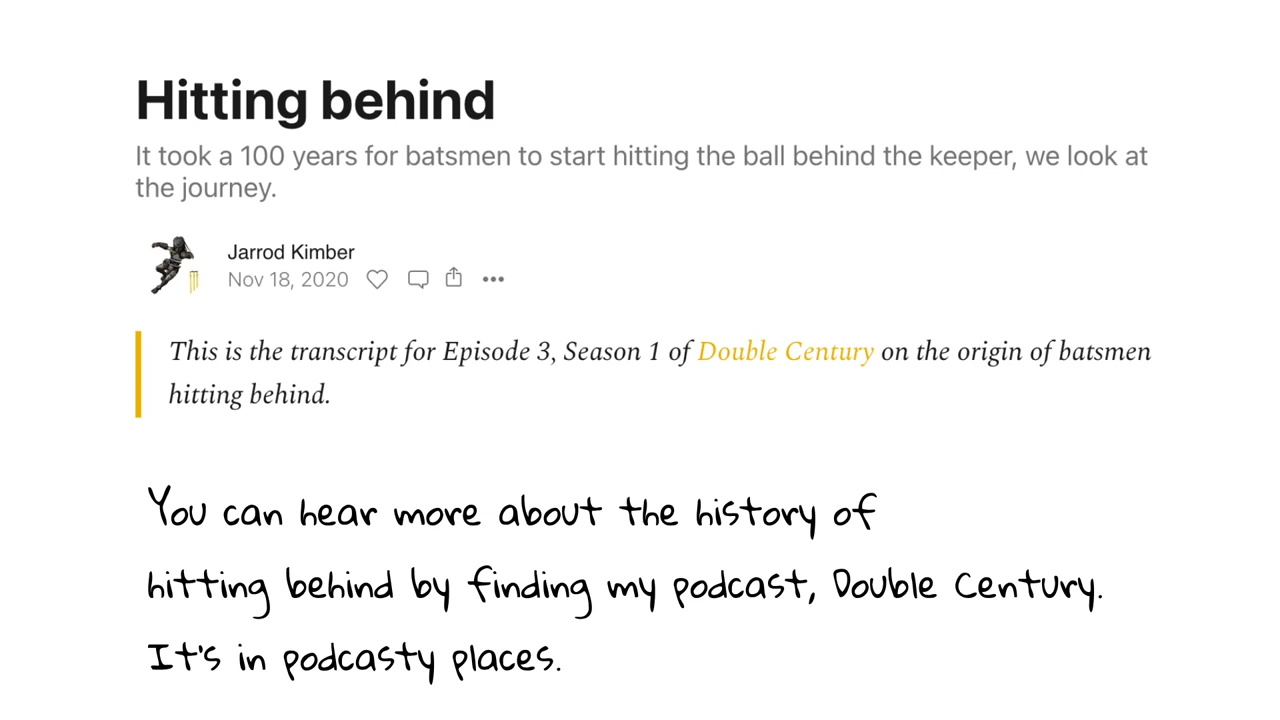 Hitting behind
It took a 100 years for batsmen to start hitting the ball behind the keeper, we look at
the journey.
Jarrod Kimber
Nov 18, 2020
This is the transcript for Episode 3, Season 1 of Double Century on the origin of batsmen
hitting behind.
You can hear more about the history of
hitting behind by finding my podcast, Double Century.
It's in podcasty places.